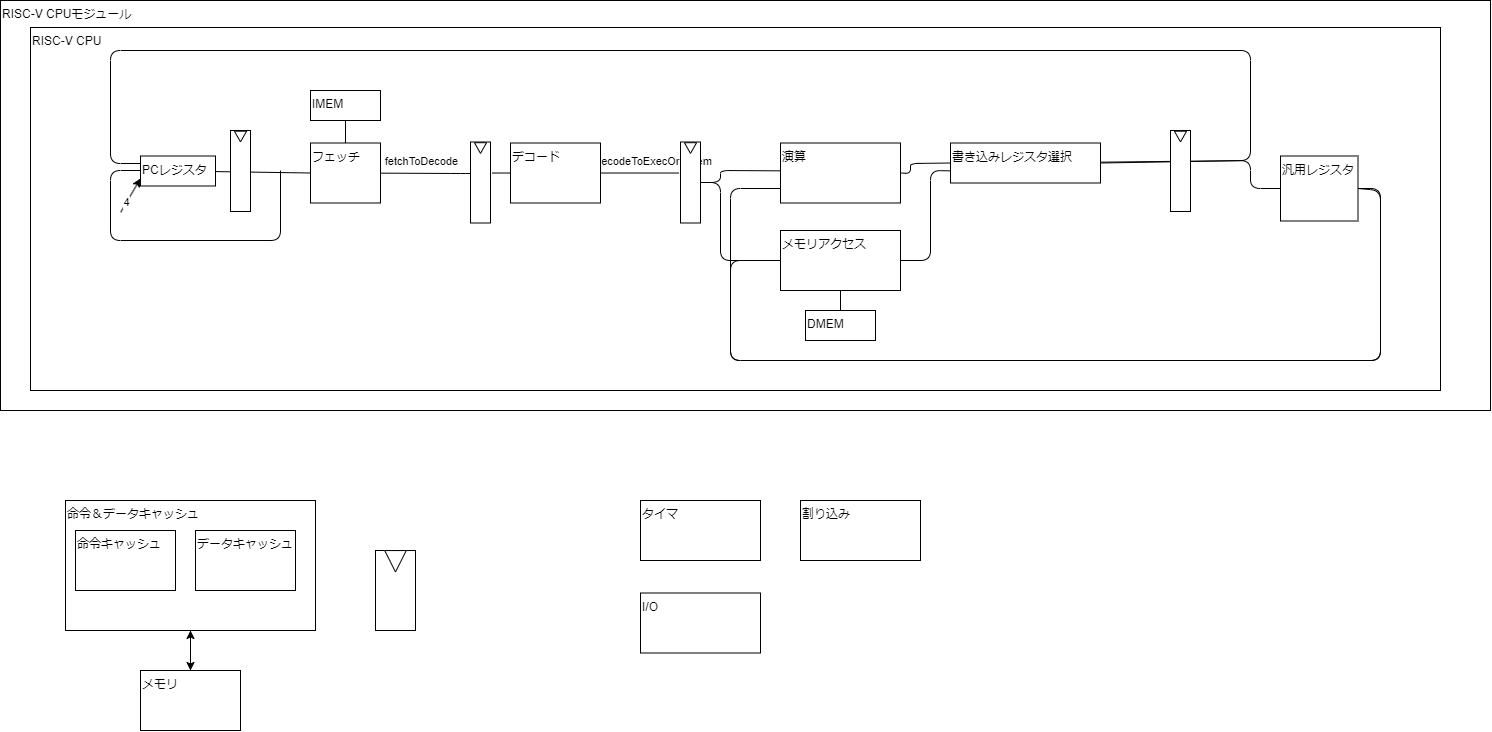 RISC-V CPUモジュール
RISC-V CPU
IMEM
フェッチ
fetchToDecode
デコード
演算
書き込みレジスタ選択
PCレジスタ
汎用レジスタ
4
メモリアクセス
DMEM
命令＆データキャッシュ
命令キャッシュ
データキャッシュ
タイマ
割り込み
I/O
メモリ